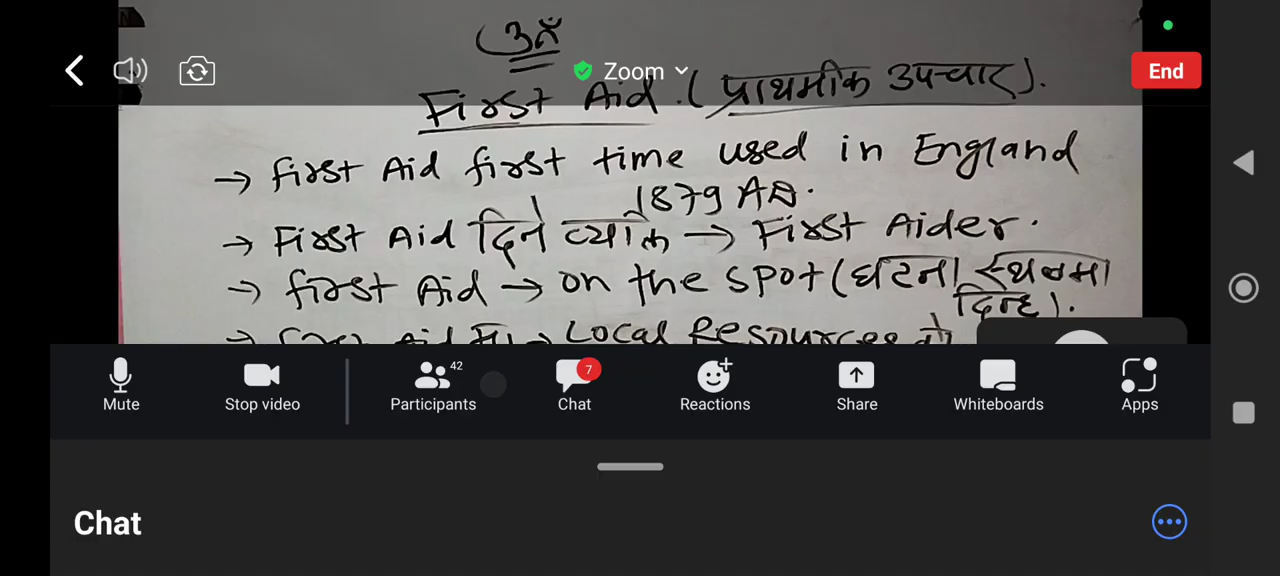 ॐ
Zoom
End
First Aid. (प्राथमीक उपचार).
→ First Aid first time used in England
1879 AD.
→ First Aid दिने व्यक्ति → First Aider.
→ first Aid → on the spot (घटना स्थलमा
दिन्छ).
Local Resources
Mute
Stop video
Participants
42
Chat
7
Reactions
Share
Whiteboards
Apps
Chat